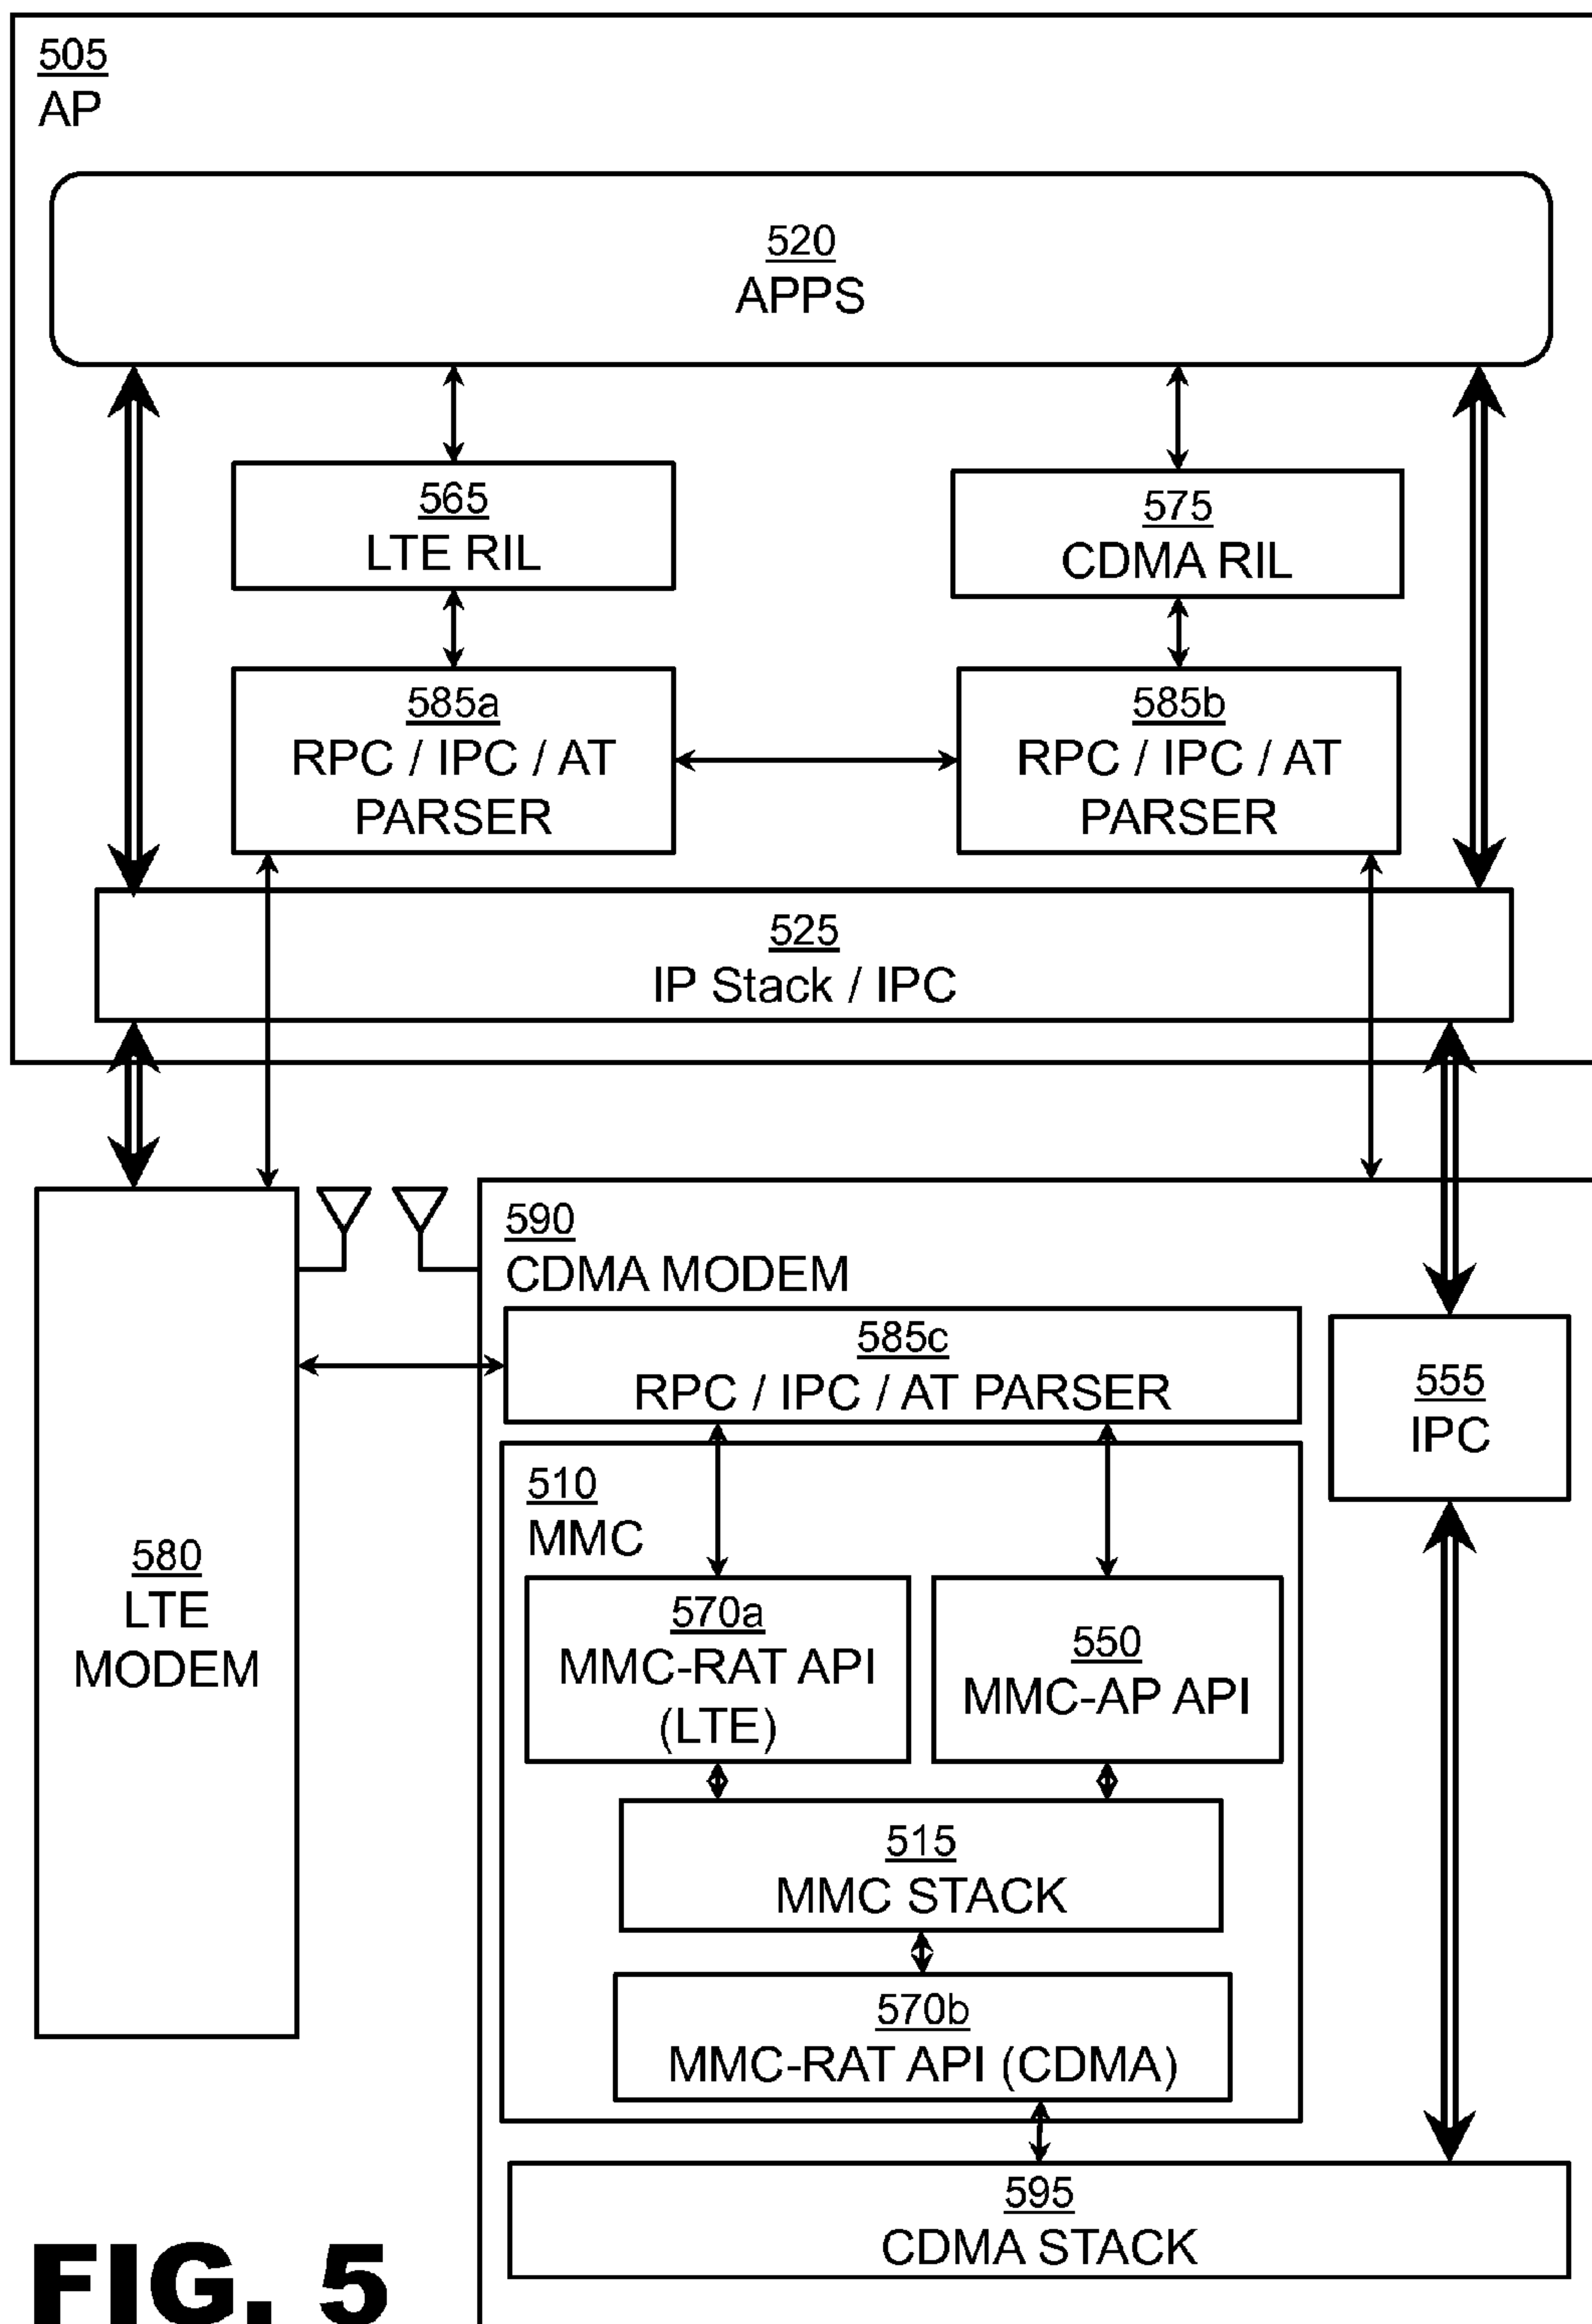 505
AP
520
APPS
565
LTE RIL
575
CDMA RIL
585a
RPC / IPC / AT
PARSER
585b
RPC / IPC / AT
PARSER
525
IP Stack / IPC
590
CDMA MODEM
585c
RPC / IPC / AT PARSER
555
IPC
510
MMC
580
LTE
MODEM
570a
MMC-RAT API
(LTE)
550
MMC-AP API
515
MMC STACK
570b
MMC-RAT API (CDMA)
595
CDMA STACK
FIG. 5